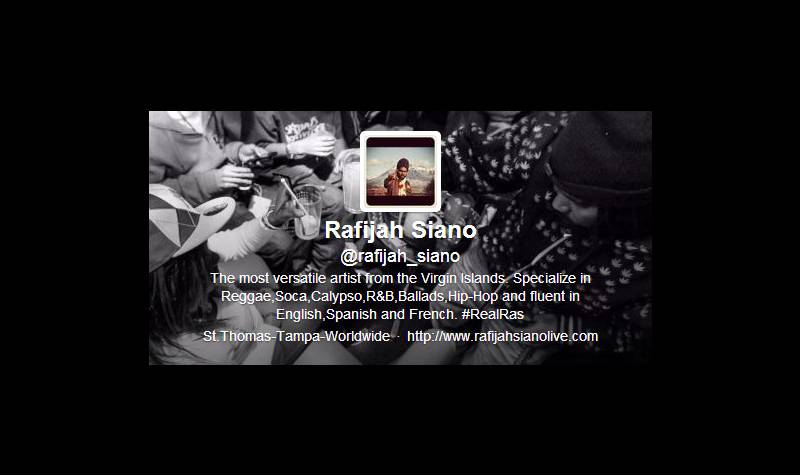 Rafijah Siano
@rafijah_siano
The most versatile artist from the Virgin Islands. Specialize in
Reggae,Soca,Calypso,R&B,Ballads,Hip-Hop and fluent in
English,Spanish and French. #RealRas
St.Thomas-Tampa-Worldwide · http://www.rafijahsianolive.com